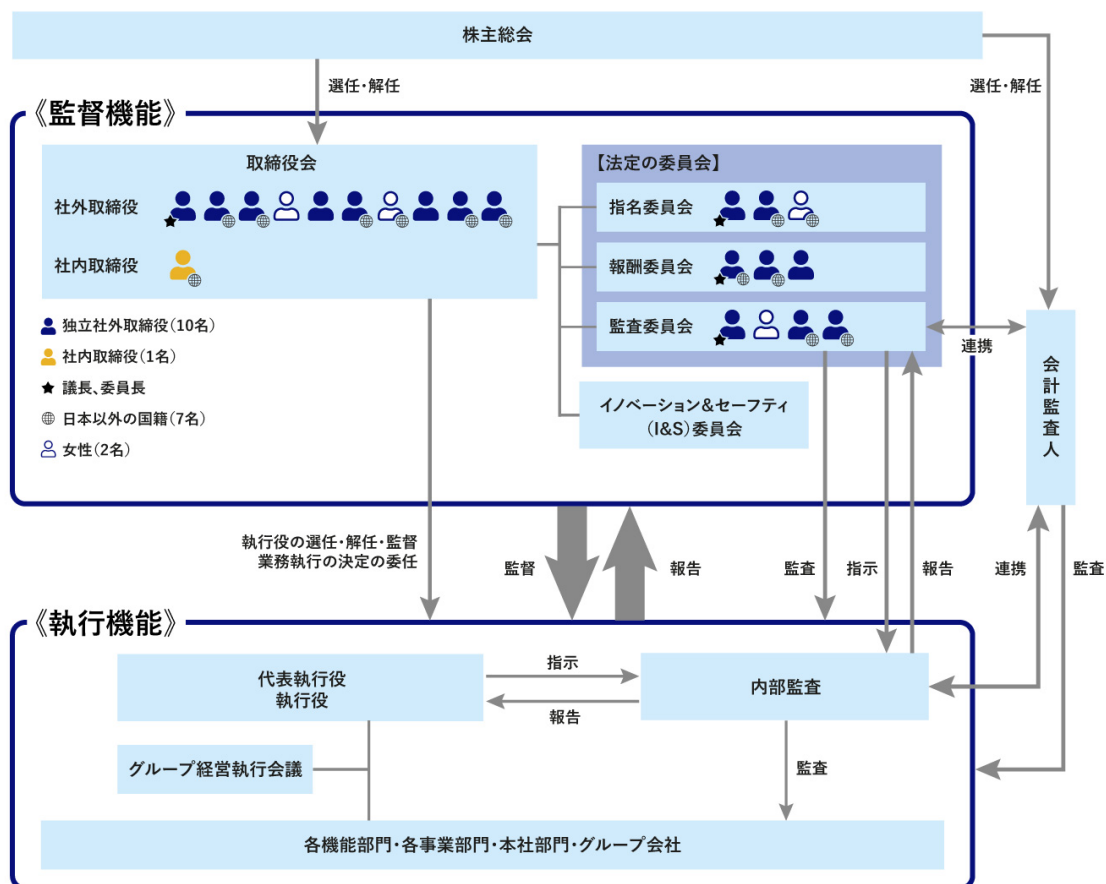 株主総会
選任・解任
選任・解任
《監督機能》
取締役会
社外取締役
社内取締役
独立社外取締役(10名)
社内取締役(1名)
議長、委員長
日本以外の国籍(7名)
女性(2名)
【法定の委員会】
指名委員会
報酬委員会
監査委員会
イノベーション&セーフティ
(I&S)委員会
連携
会計監査人
執行役の選任・解任・監督
業務執行の決定の委任
監督
報告
監査
指示
報告
連携
監査
《執行機能》
代表執行役
執行役
指示
報告
内部監査
グループ経営執行会議
監査
各機能部門・各事業部門・本社部門・グループ会社